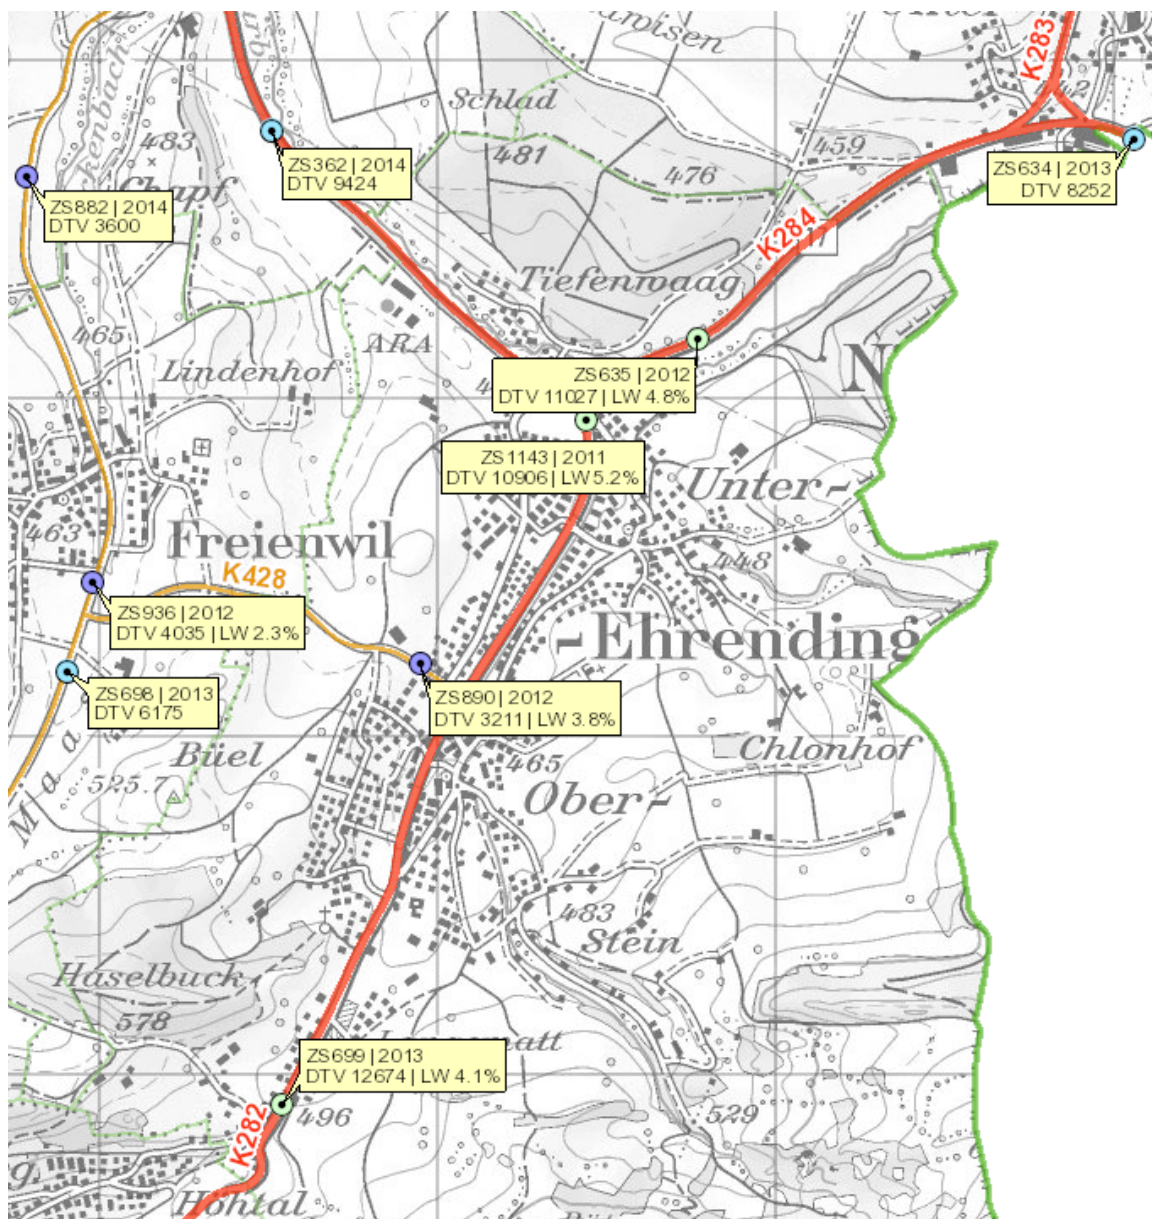 K283
Schlad
483
481
459
476
ZS362 | 2014
DTV 9424
ZS634 | 2013
DTV 8252
ZS882 | 2014
DTV 3600
K284
17
Tiefenwaag
465
ARA
Lindenhof
ZS635 | 2012
DTV 11027 | LW 4.8%
N
ZS1143 | 2011
DTV 10906 | LW 5.2%
Unter-
463
Freienwil
448
K428
ZS936 | 2012
DTV 4035 | LW 2.3%
-Ehrending
ZS698 | 2013
DTV 6175
ZS890 | 2012
DTV 3211 | LW 3.8%
Büel
465
Chlonhof
525.7
Ober-
483
Stein
Haselbuck
578
ZS699 | 2013
DTV 12674 | LW 4.1%
496
529
K282
Höhtal